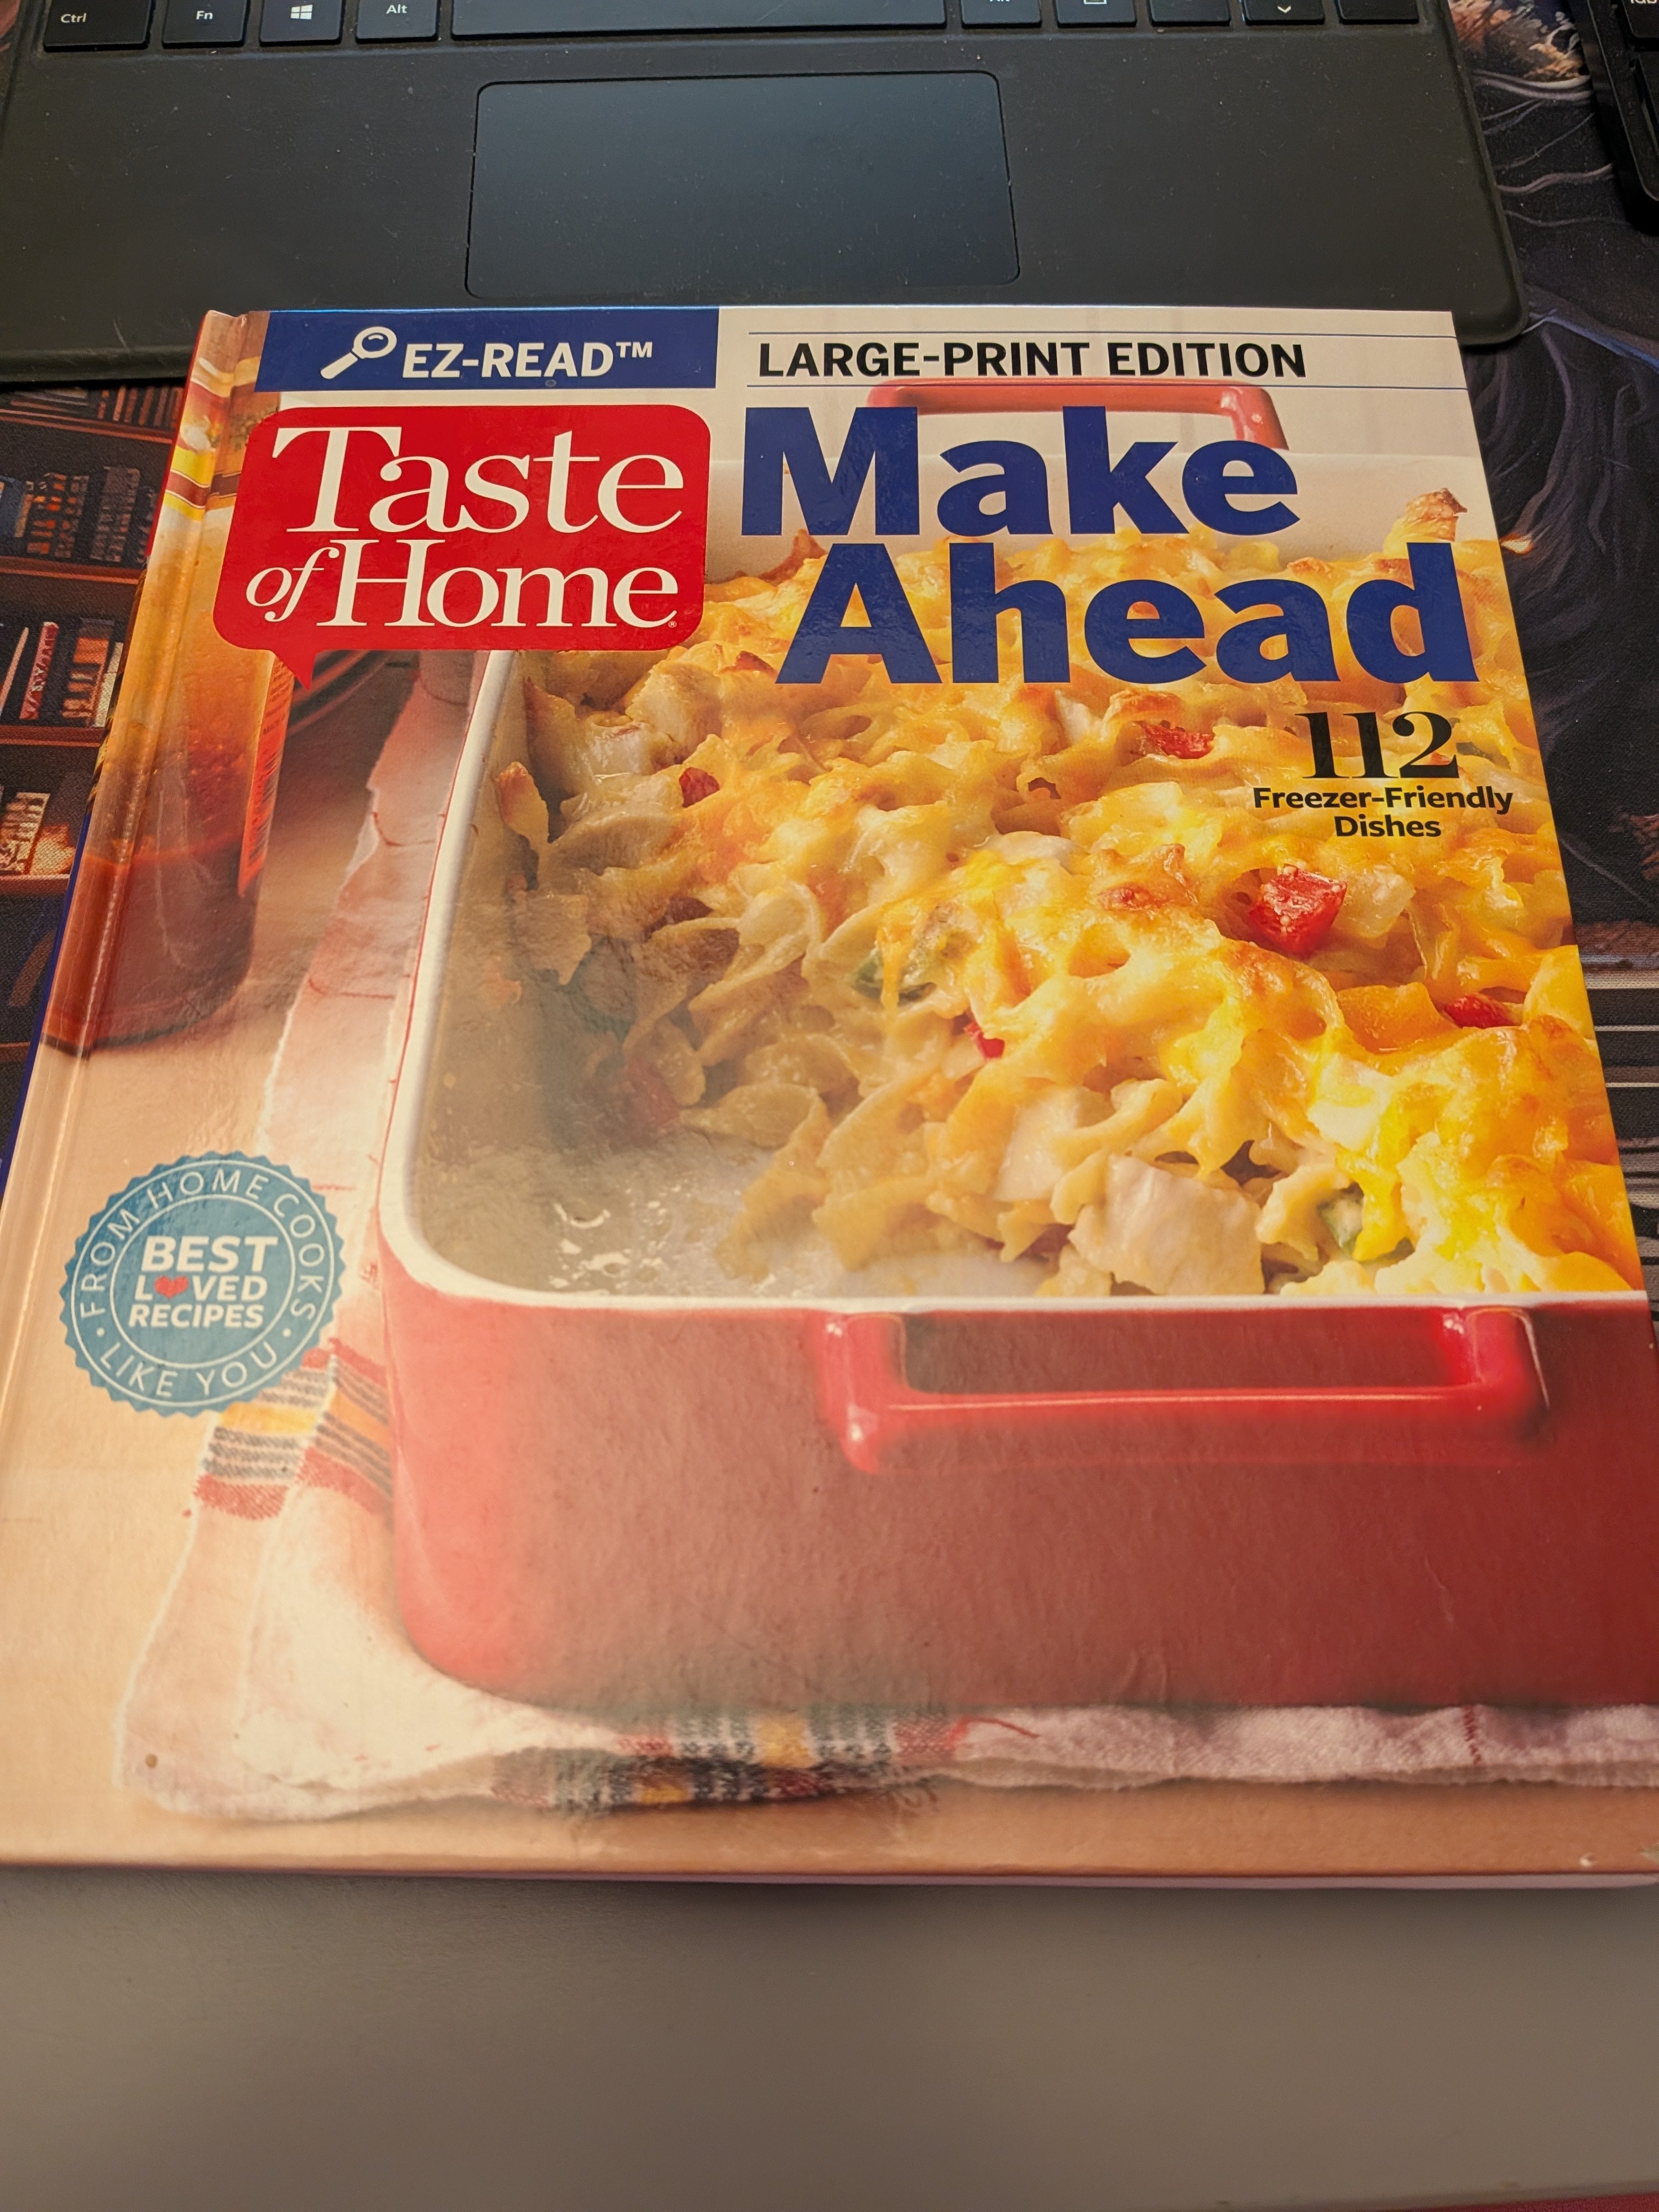 Ctrl
Fn
Alt
EZ-READ™
LARGE-PRINT EDITION
Taste
of Home®
Make
Ahead
112
Freezer-Friendly
Dishes
FROM HOME COOKS
BEST
LOVED
RECIPES
• LIKE YOU •